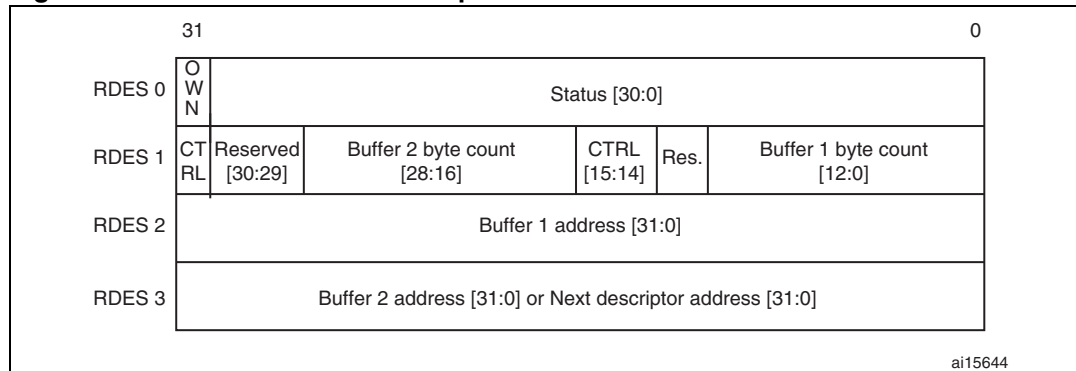 31 0
RDES 0
O
W
N
Status [30:0]
RDES 1
CT
RL
Reserved
[30:29]
Buffer 2 byte count
[28:16]
CTRL
[15:14]
Res.
Buffer 1 byte count
[12:0]
RDES 2
Buffer 1 address [31:0]
RDES 3
Buffer 2 address [31:0] or Next descriptor address [31:0]
ai15644